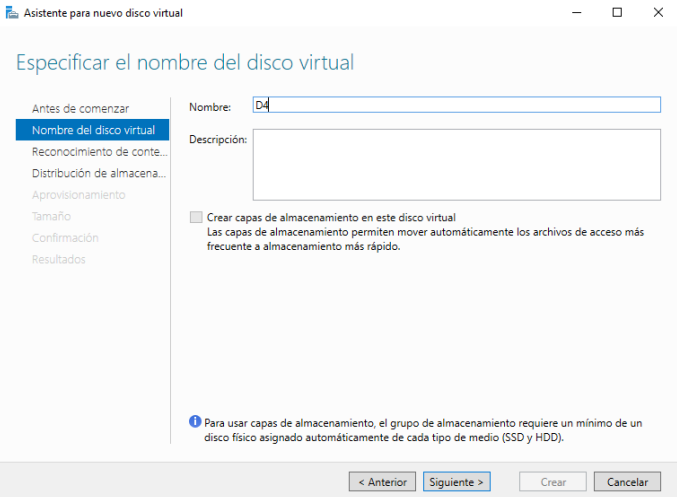 Asistente para nuevo disco virtual
Especificar el nombre del disco virtual
Antes de comenzar
Nombre del disco virtual
Reconocimiento de conte...
Distribución de almacena...
Aprovisionamiento
Tamaño
Confirmación
Resultados
Nombre:
D4
Descripción:
Crear capas de almacenamiento en este disco virtual
Las capas de almacenamiento permiten mover automáticamente los archivos de acceso más
frecuente a almacenamiento más rápido.
Para usar capas de almacenamiento, el grupo de almacenamiento requiere un mínimo de un
disco físico asignado automáticamente de cada tipo de medio (SSD y HDD).
< Anterior
Siguiente >
Crear
Cancelar